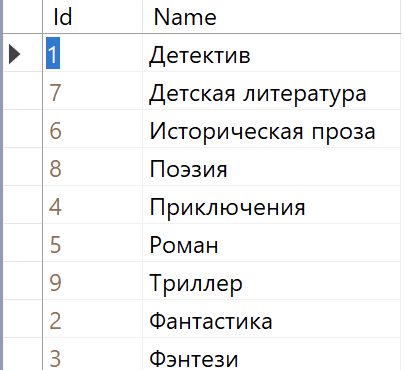 Id Name
1 Детектив
7 Детская литература
6 Историческая проза
8 Поэзия
4 Приключения
5 Роман
9 Триллер
2 Фантастика
3 Фэнтези